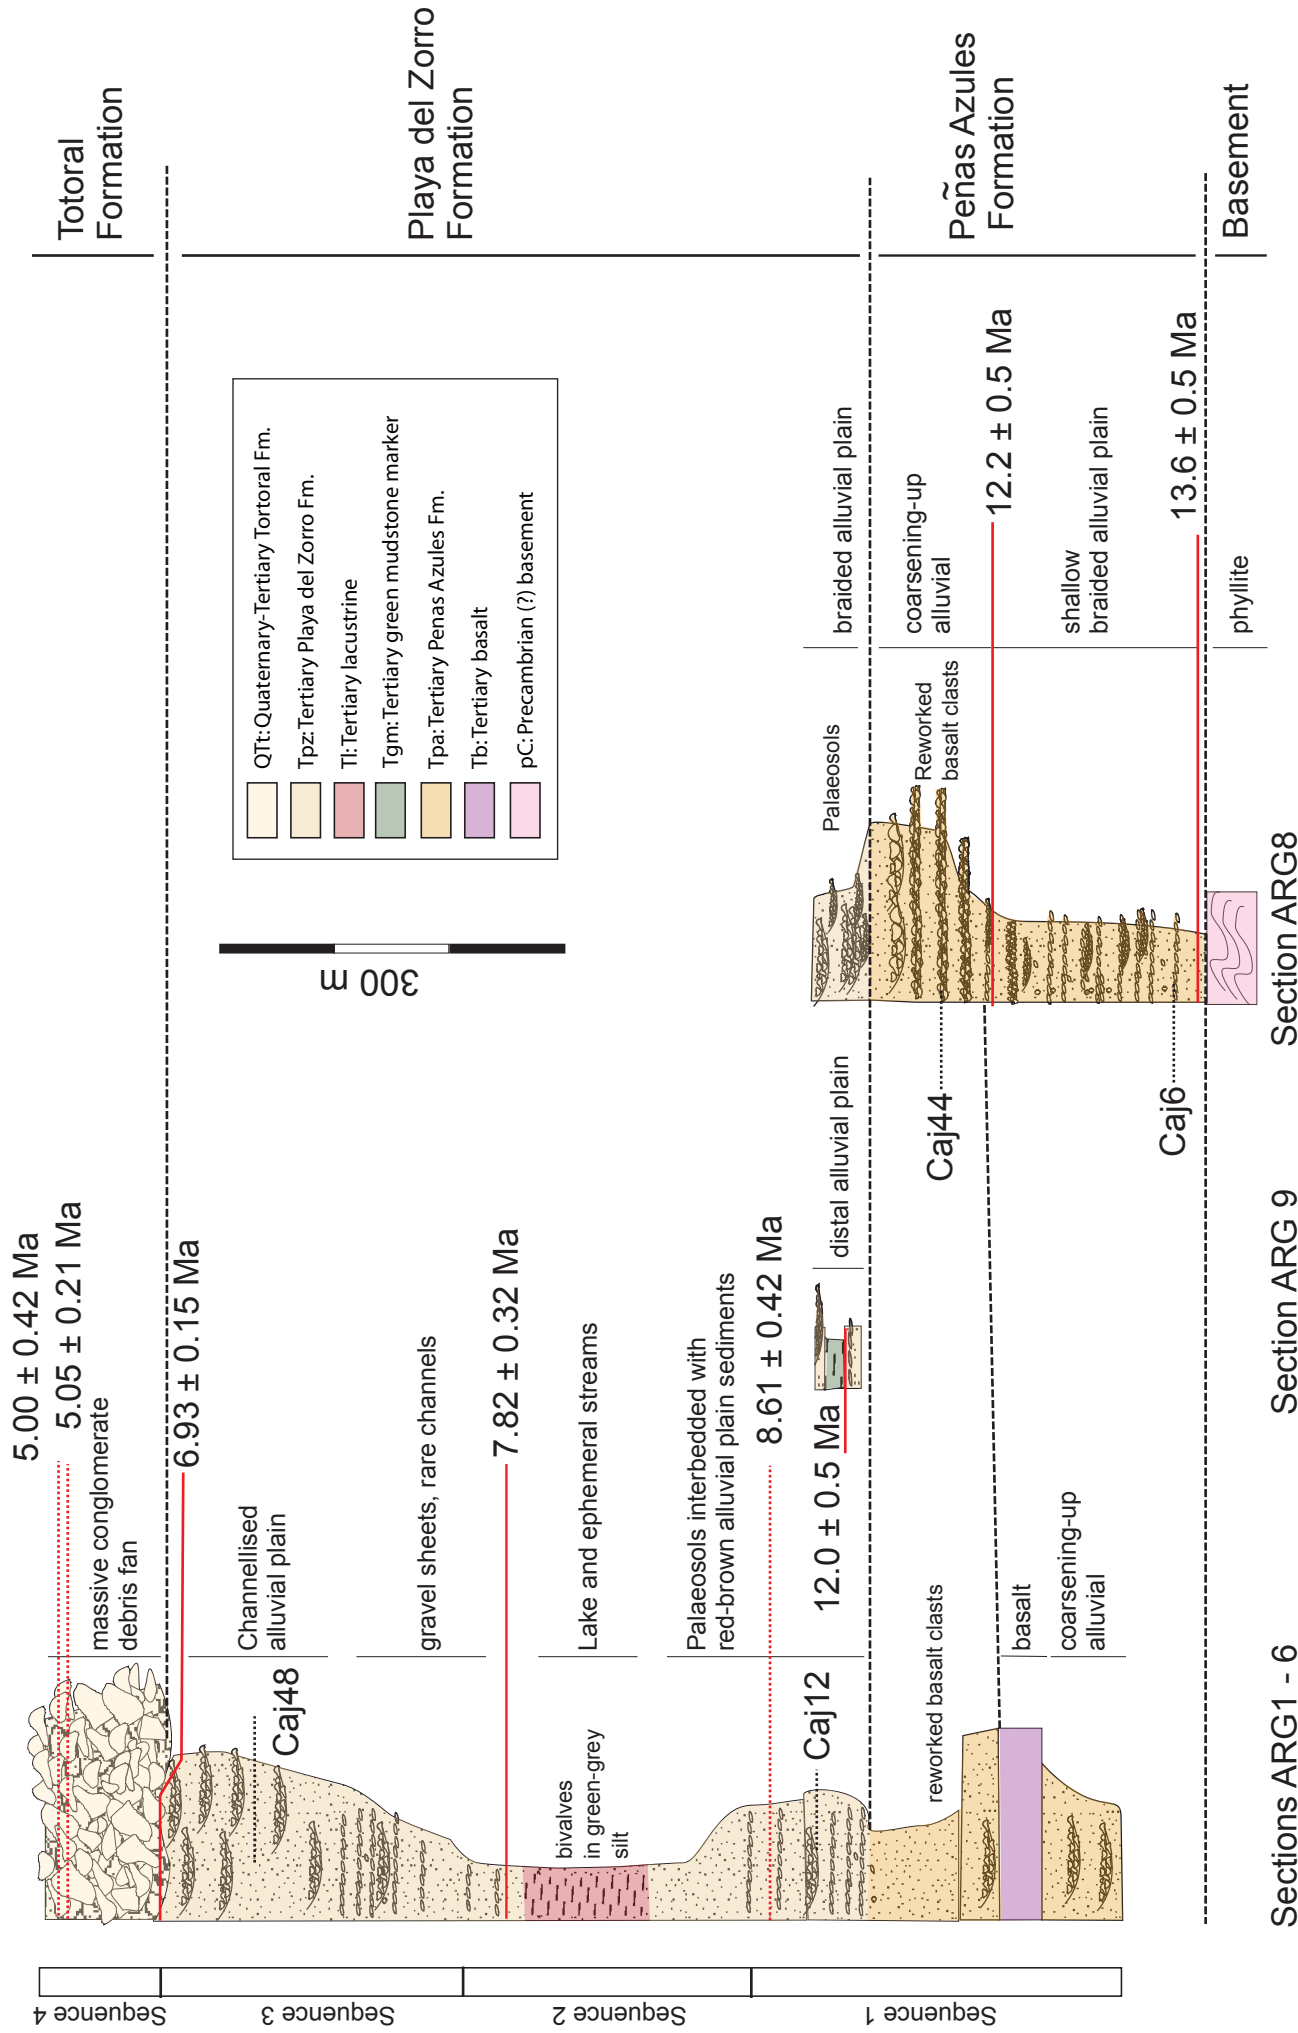 Totoral
Formation
Playa del Zorro
Formation
Peñas Azules
Formation
Basement
5.00 ± 0.42 Ma
5.05 ± 0.21 Ma
6.93 ± 0.15 Ma
7.82 ± 0.32 Ma
8.61 ± 0.42 Ma
12.0 ± 0.5 Ma
12.2 ± 0.5 Ma
13.6 ± 0.5 Ma
massive conglomerate
debris fan
Channellised
alluvial plain
gravel sheets, rare channels
Lake and ephemeral streams
Palaeosols interbedded with
red-brown alluvial plain sediments
basalt
coarsening-up
alluvial
Caj48
bivalves
in green-grey
silt
Caj12
reworked basalt clasts
distal alluvial plain
Caj44
Caj6
Palaeosols
Reworked
basalt clasts
braided alluvial plain
coarsening-up
alluvial
shallow
braided alluvial plain
phyllite
QTt: Quaternary-Tertiary Tortoral Fm.
Tpz: Tertiary Playa del Zorro Fm.
Tl: Tertiary lacustrine
Tgm: Tertiary green mudstone marker
Tpa: Tertiary Penas Azules Fm.
Tb: Tertiary basalt
pC: Precambrian (?) basement
300 m
Sequence 4
Sequence 3
Sequence 2
Sequence 1
Sections ARG1 - 6
Section ARG 9
Section ARG8